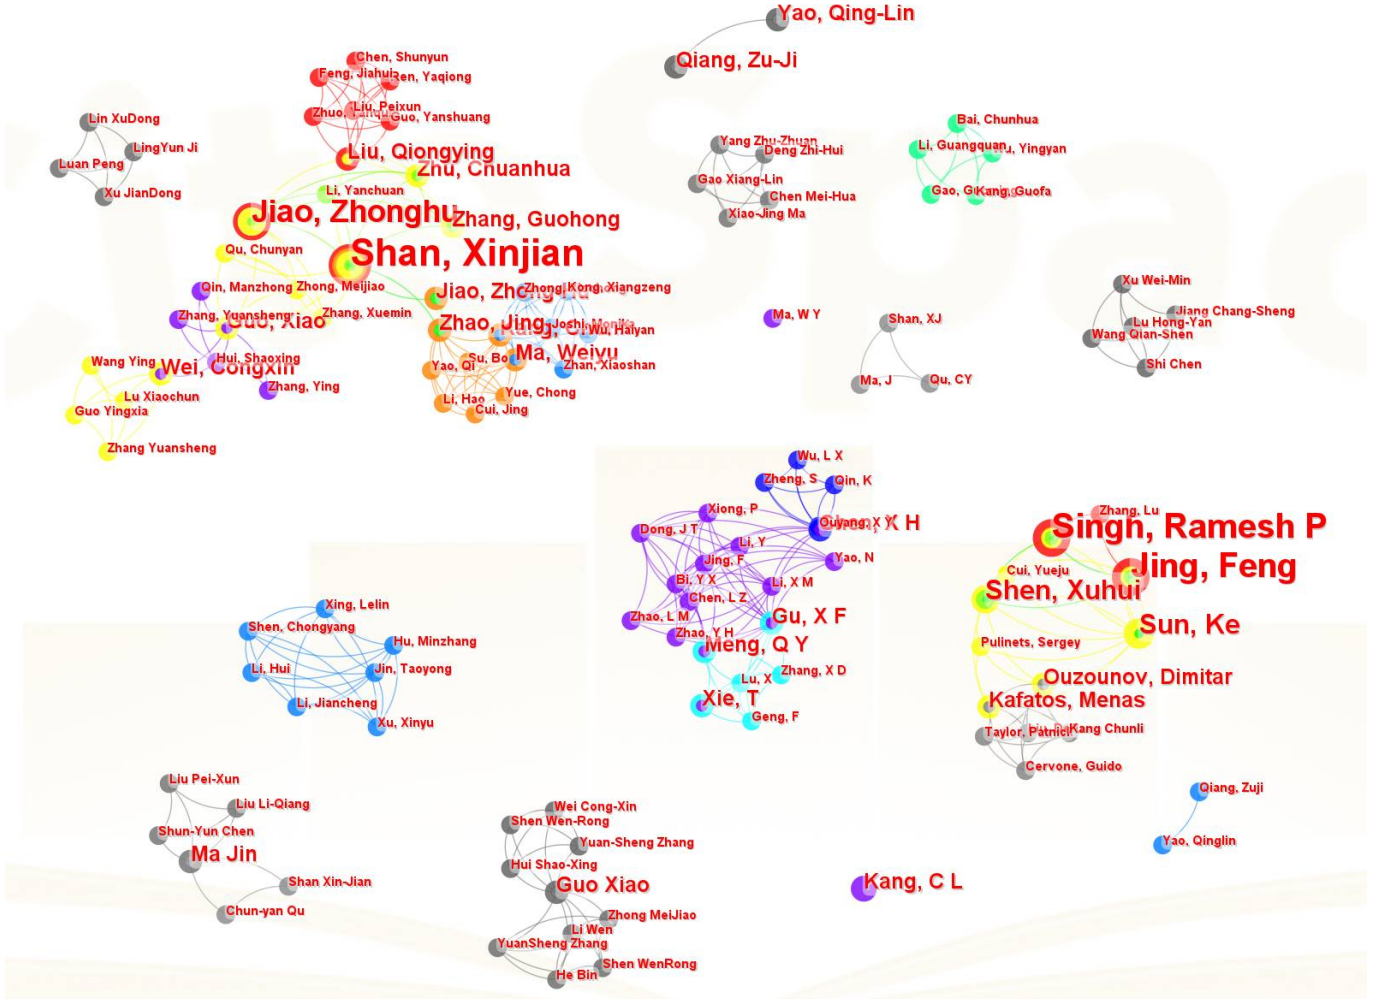 Yao, Qing-Lin
Qiang, Zu-Ji
Chen, Shunyun
Feng, Jiahui
Ren, Yaqiong
Liu, Peixun
Zhuo,
Guo, Yanshuang
Liu, Qiongying
Lin XuDong
LingYun Ji
Luan Peng
Xu JianDong
Zhu, Chuanhua
Li, Yanchuan
Jiao, Zhonghu
Zhang, Guohong
Qu, Chunyan
Shan, Xinjian
Yang Zhu-Zhuan
Deng Zhi-Hui
Gao Xiang-Lin
Chen Mei-Hua
Xiao-Jing Ma
Bai, Chunhua
Li, Guangquan
Wu, Yingyan
Gao,
Kang, Guofa
Qin, Manzhong
Zhong, Meijiao
Zhang, Yuansheng
Guo, Xiao
Zhang, Xuemin
Jiao,
Zhong,
Kong, Xiangzeng
Zhao, Jing
Joshi, Monika
Wu, Haiyan
Hui, Shaoxing
Wei, Congxin
Zhang, Ying
Su, Bo
Ma, Weiyu
Yao, Qi
Zhan, Xiaoshan
Li, Hao
Yue, Chong
Cui, Jing
Wang Ying
Lu Xiaochun
Guo Yingxia
Zhang Yuansheng
Ma, W Y
Shan, XJ
Ma, J
Qu, CY
Xu Wei-Min
Jiang Chang-Sheng
Lu Hong-Yan
Wang Qian-Shen
Shi Chen
Wu, L X
Zheng, S
Qin, K
Xiong, P
Ouyang, X Y
X H
Dong, J T
Li, Y
Jing, F
Yao, N
Bi, Y X
Li, X M
Chen, L Z
Zhao, L M
Gu, X F
Zhao, Y H
Meng, Q Y
Zhang, X D
Lu, X
Xie, T
Geng, F
Zhang, Lu
Singh, Ramesh P
Jing, Feng
Cui, Yueju
Shen, Xuhui
Sun, Ke
Pulinets, Sergey
Ouzounov, Dimitar
Kafatos, Menas
Taylor, Patrick
Kang Chunli
Cervone, Guido
Xing, Lelin
Shen, Chongyang
Hu, Minzhang
Li, Hui
Jin, Taoyong
Li, Jiancheng
Xu, Xinyu
Liu Pei-Xun
Liu Li-Qiang
Shun-Yun Chen
Ma Jin
Shan Xin-Jian
Chun-yan Qu
Wei Cong-Xin
Shen Wen-Rong
Yuan-Sheng Zhang
Hui Shao-Xing
Guo Xiao
Zhong MeiJiao
Li Wen
YuanSheng Zhang
Shen WenRong
He Bin
Kang, C L
Qiang, Zuji
Yao, Qinglin